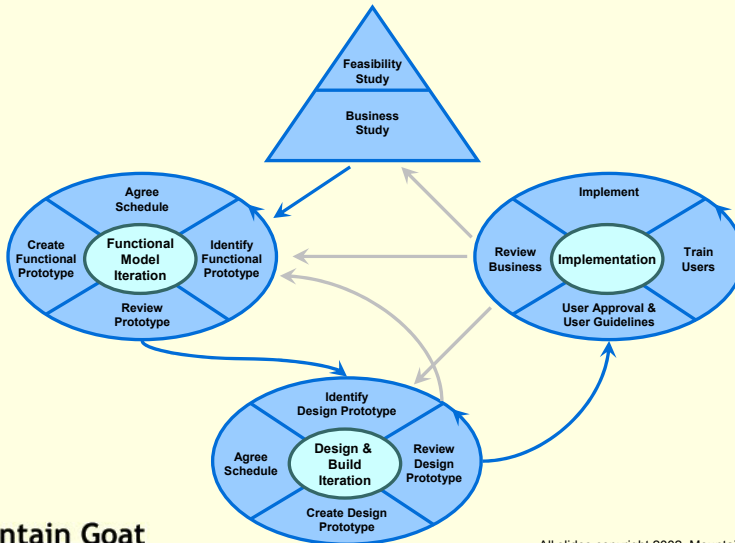 Feasibility
Study
Business
Study
Agree
Schedule
Create
Functional
Prototype
Functional
Model
Iteration
Identify
Functional
Prototype
Review
Prototype
Implement
Review
Business
Implementation
Train
Users
User Approval &
User Guidelines
Identify
Design Prototype
Agree
Schedule
Design &
Build
Iteration
Review
Design
Prototype
Create Design
Prototype
ntain Goat